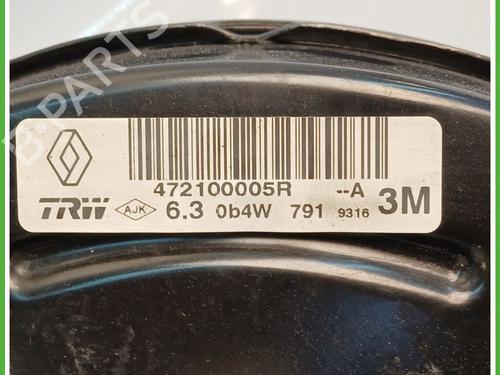 B-PARTS
472100005R --A
TRW AJK 6.3 0b4W 791 9316 3M